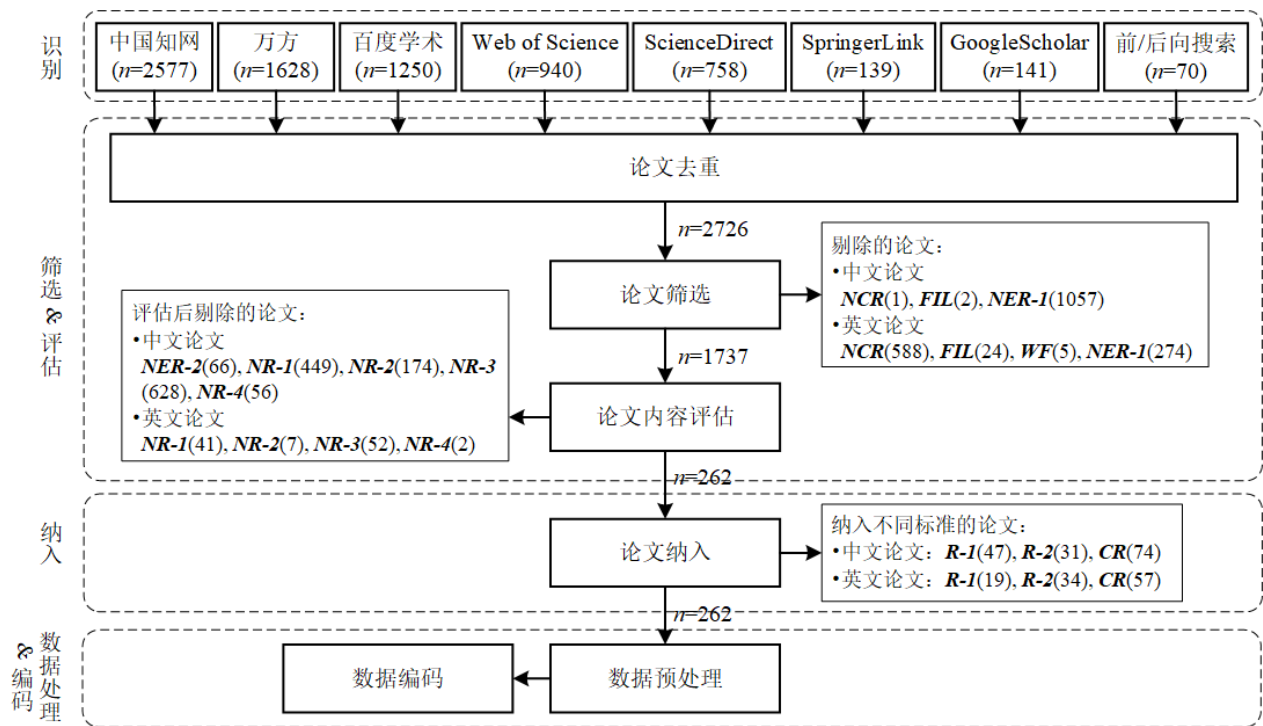 识别
中国知网
(n=2577)
万方
(n=1628)
百度学术
(n=1250)
Web of Science
(n=940)
ScienceDirect
(n=758)
SpringerLink
(n=139)
GoogleScholar
(n=141)
前/后向搜索
(n=70)
筛选&评估
论文去重
n=2726
论文筛选
剔除的论文：
•中文论文
NCR(1), FIL(2), NER-1(1057)
•英文论文
NCR(588), FIL(24), WF(5), NER-1(274)
n=1737
评估后剔除的论文：
•中文论文
NER-2(66), NR-1(449), NR-2(174), NR-3
(628), NR-4(56)
•英文论文
NR-1(41), NR-2(7), NR-3(52), NR-4(2)
论文内容评估
n=262
纳入
论文纳入
纳入不同标准的论文：
•中文论文：R-1(47), R-2(31), CR(74)
•英文论文：R-1(19), R-2(34), CR(57)
n=262
数据处理
&编码
数据编码
数据预处理